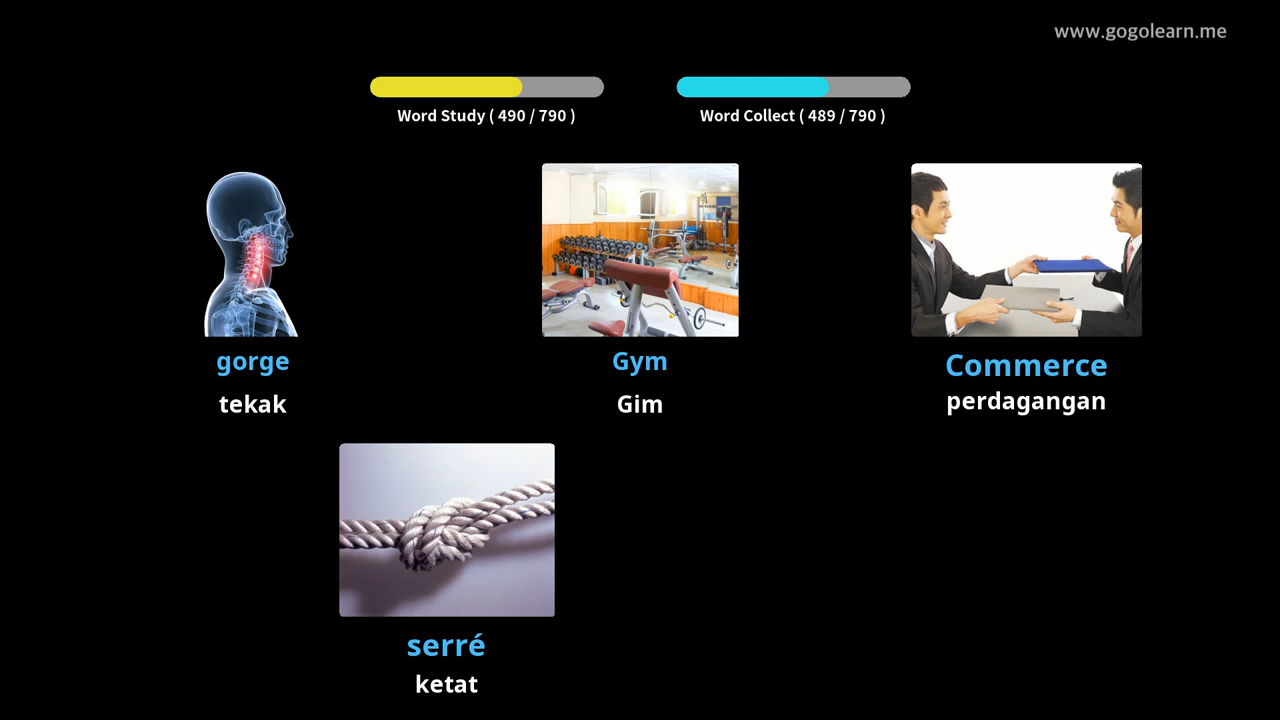 www.gogolearn.me
Word Study ( 490 / 790 )
Word Collect ( 489 / 790 )
gorge
tekak
Gym
Gim
Commerce
perdagangan
serré
ketat